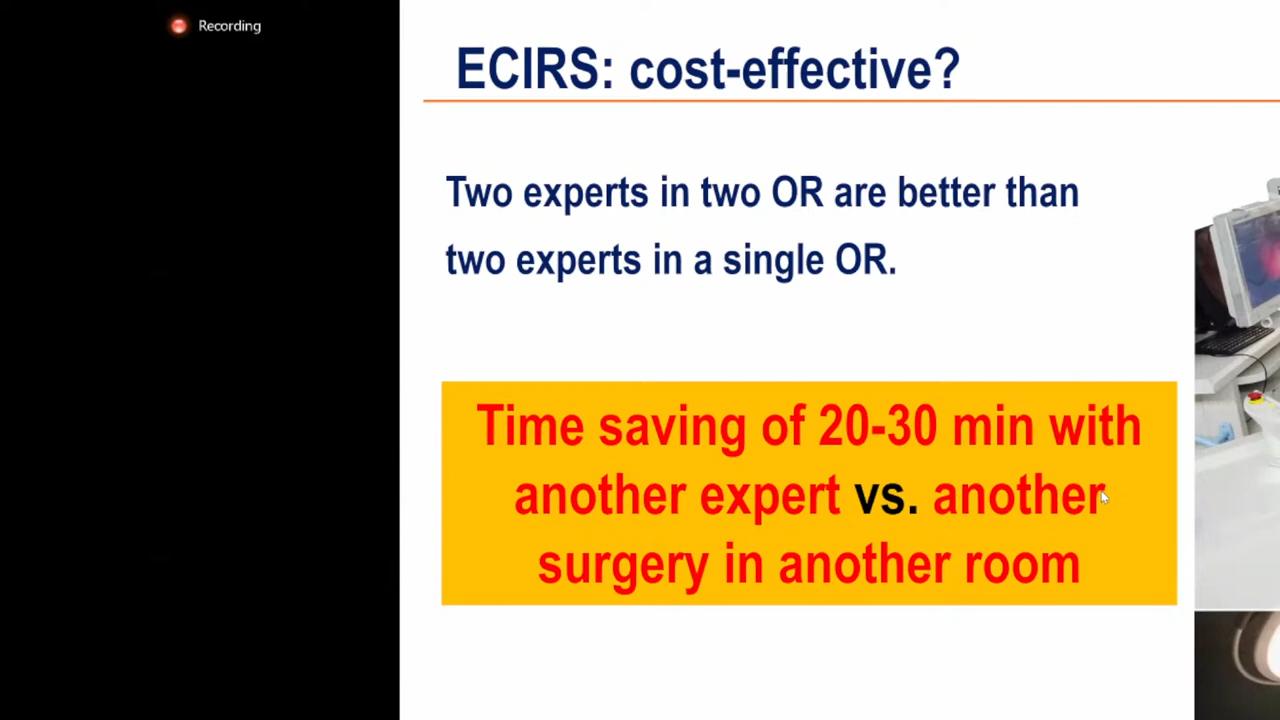 Recording
ECIRS: cost-effective?
Two experts in two OR are better than
two experts in a single OR.
Time saving of 20-30 min with
another expert vs. another
surgery in another room